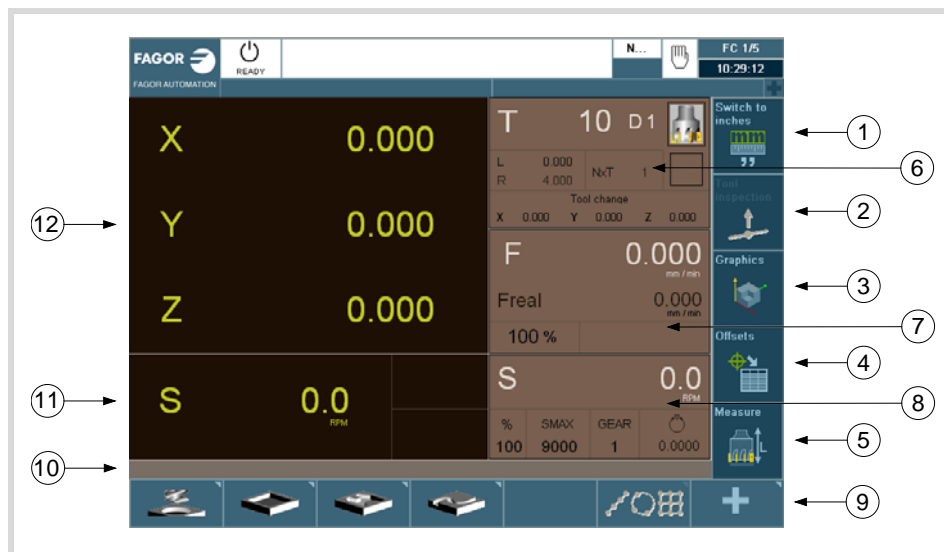 FAGOR
READY
N...
FC 1/5
10:29:12
FAGOR AUTOMATION
X 0.000
Y 0.000
Z 0.000
S 0.0
RPM
T 10 D 1
L 0.000
R 4.000
NxT 1
Tool change
X 0.000 Y 0.000 Z 0.000
F 0.000
mm / min
Freal 0.000
mm / min
100 %
S 0.0
RPM
% SMAX GEAR
100 9000 1 0.0000
Switch to
inches
mm
Tool
inspection
Graphics
Offsets
Measure
L
1
2
3
4
5
6
7
8
9
10
11
12